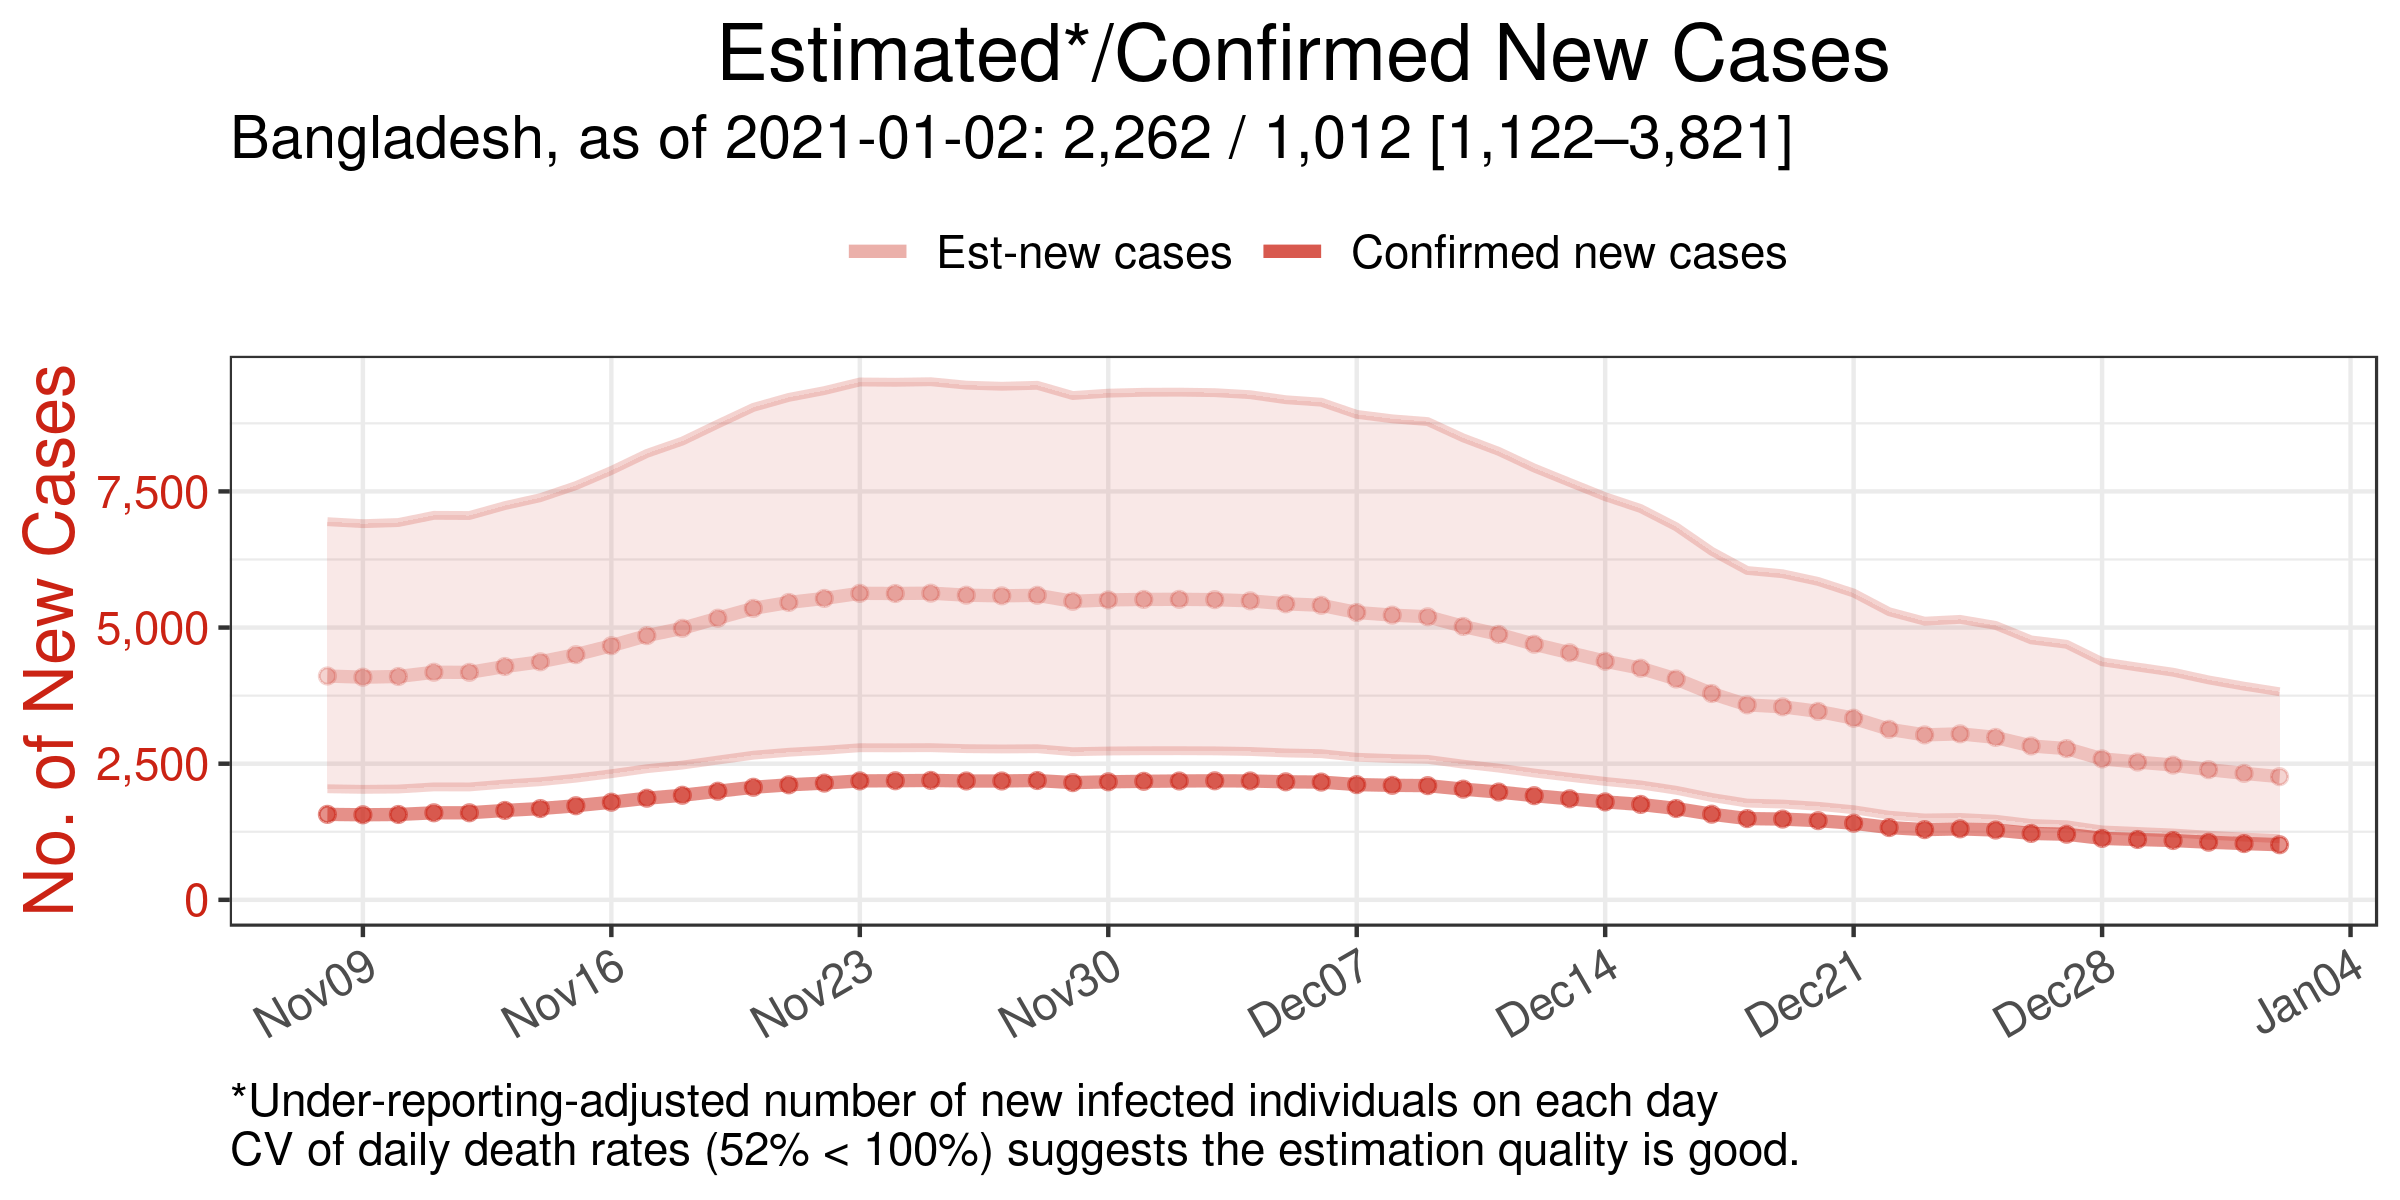 Estimated*/Confirmed New Cases
Bangladesh, as of 2021-01-02: 2,262 / 1,012 [1,122–3,821]
Est-new cases
Confirmed new cases
No. of New Cases
7,500
5,000
2,500
0
Nov09
Nov16
Nov23
Nov30
Dec07
Dec14
Dec21
Dec28
Jan04
*Under-reporting-adjusted number of new infected individuals on each day
CV of daily death rates (52% < 100%) suggests the estimation quality is good.